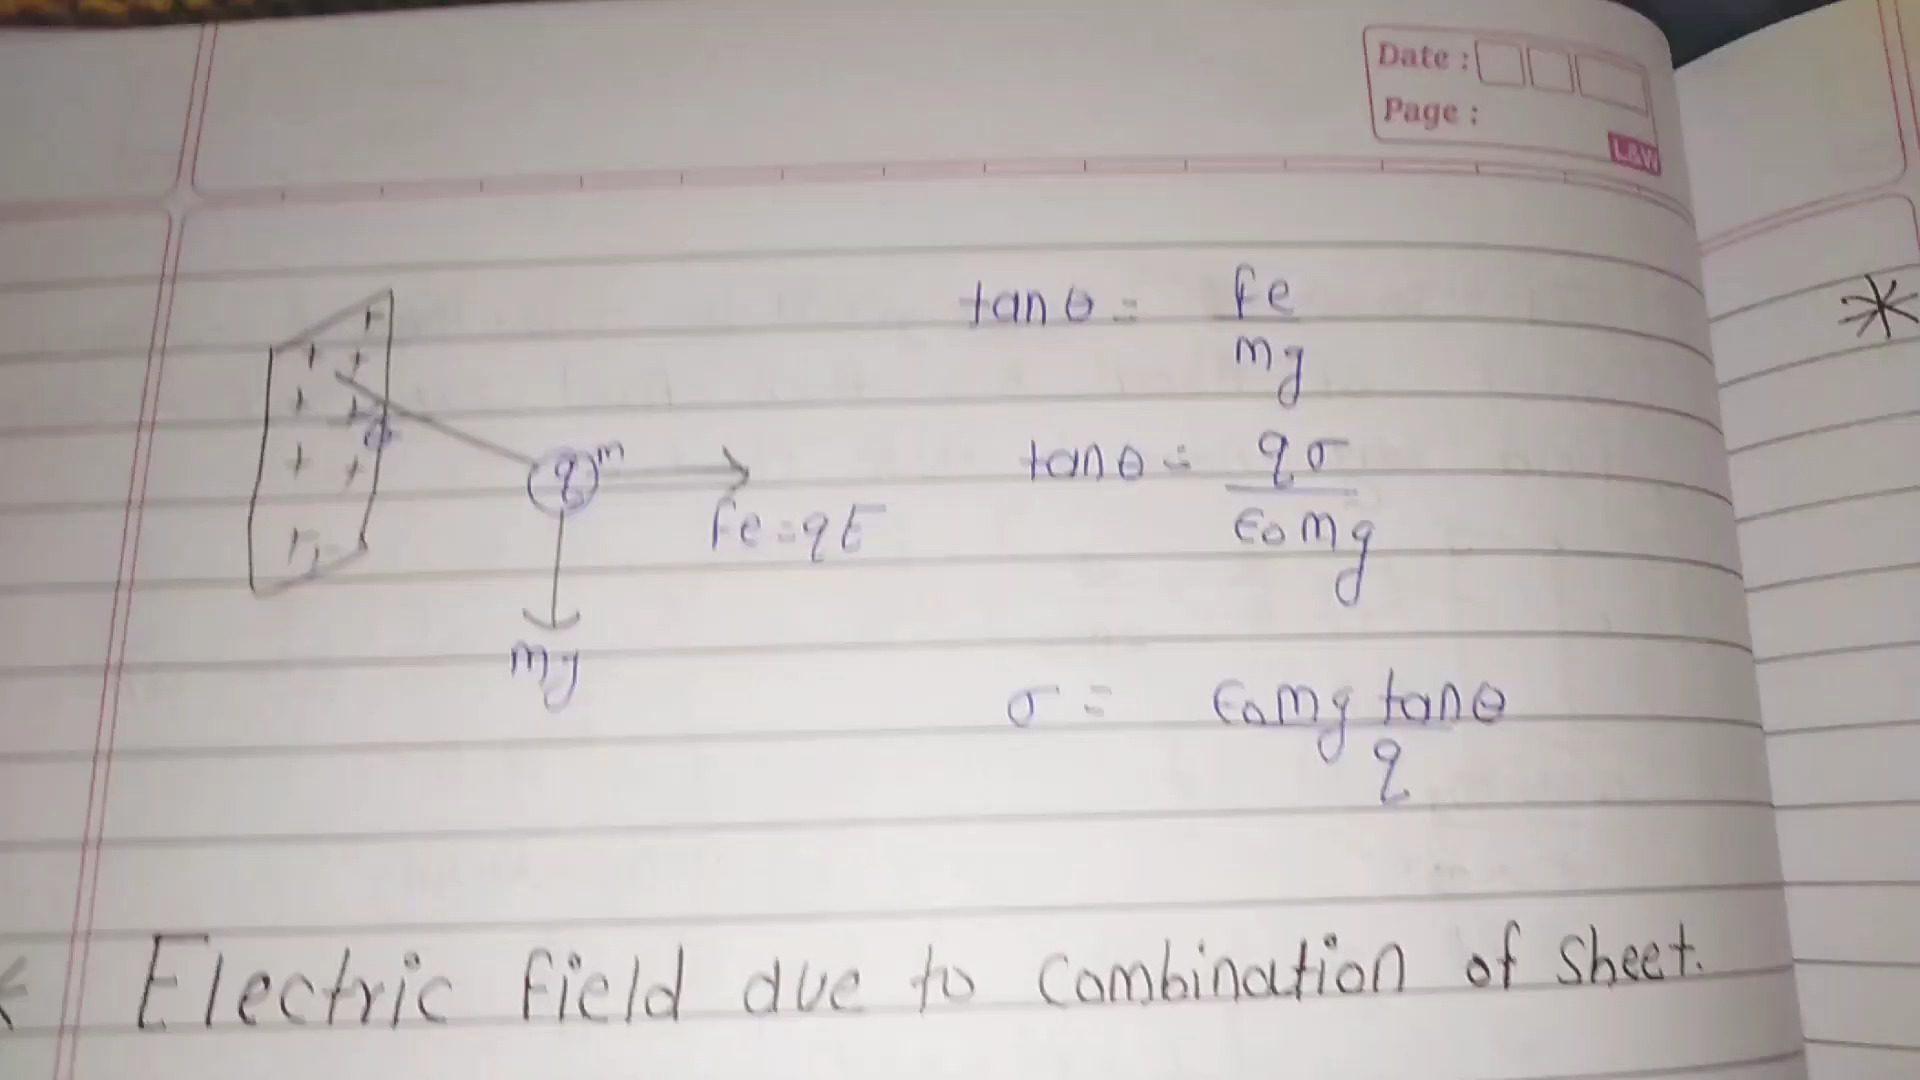 Date :
Page :
L&W
tan θ = Fe / mg
+ + + + + + +
q m
Fe = qE
mg
tan θ = qσ / ε0mg
σ = ε0mg tan θ / q
Electric field due to combination of sheet.